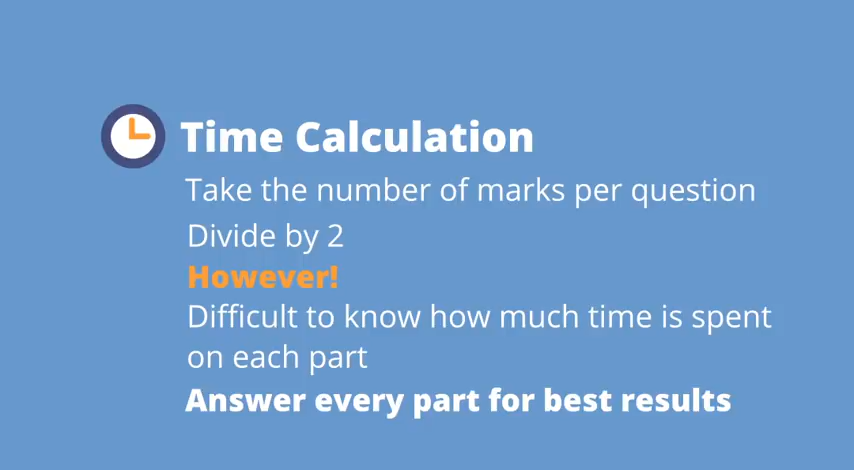 Time Calculation
Take the number of marks per question
Divide by 2
However!
Difficult to know how much time is spent
on each part
Answer every part for best results